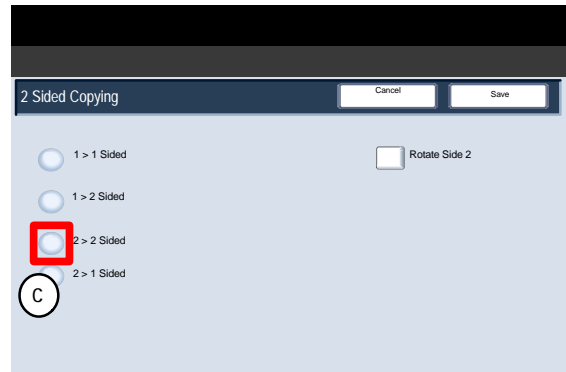 2 Sided Copying Cancel Save
1 > 1 Sided Rotate Side 2
1 > 2 Sided
2 > 2 Sided
2 > 1 Sided
C